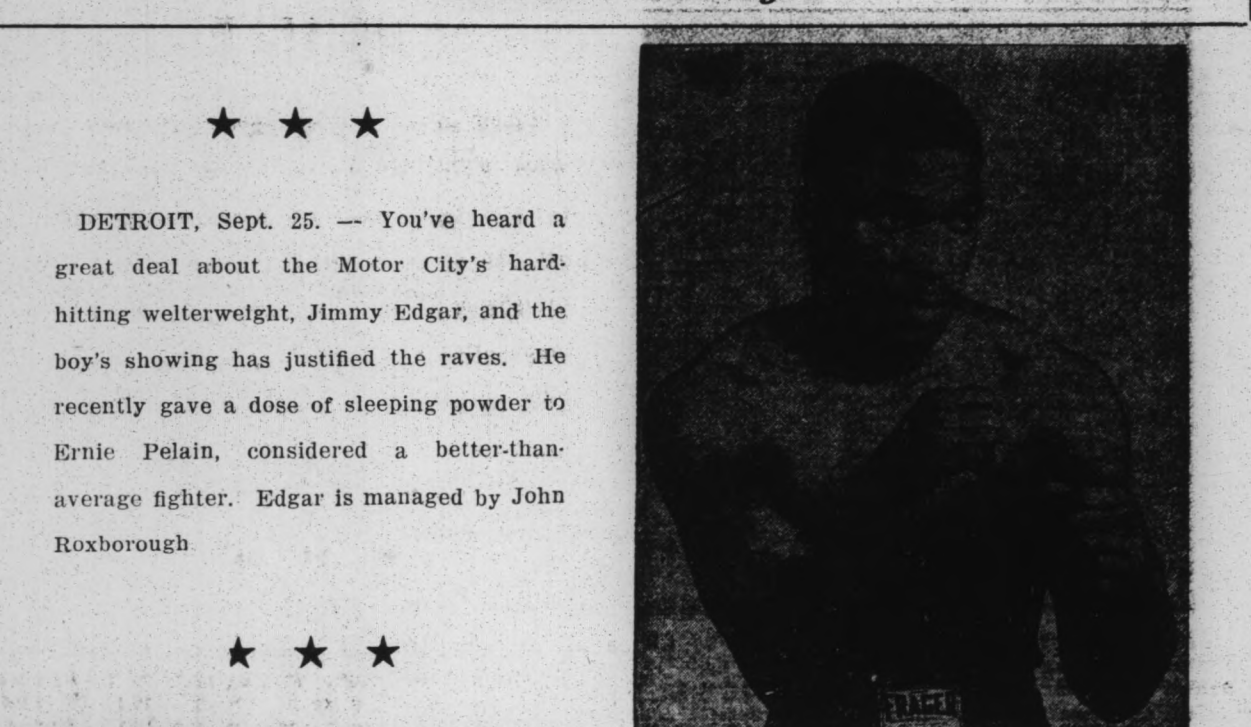 DETROIT, Sept. 25. — You've heard a
great deal about the Motor City's hard-
hitting welterweight, Jimmy Edgar, and the
boy's showing has justified the raves. He
recently gave a dose of sleeping powder to
Ernie Pelain, considered a better-than-
average fighter. Edgar is managed by John
Roxborough